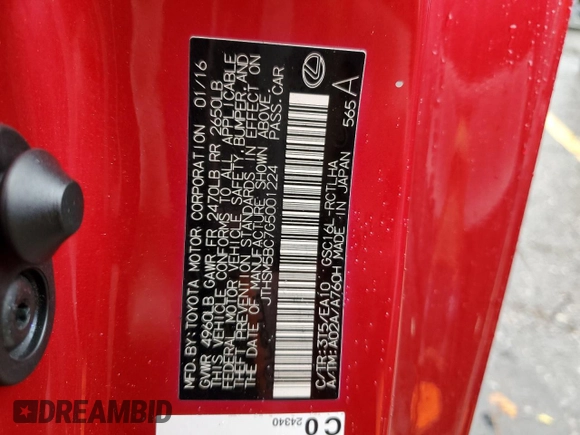 MFD.BY:TOYOTA MOTOR CORPORATION 01/16
GVWR 4960LB GAWR FR 2470LB RR 2650LB
THIS VEHICLE CONFORMS TO ALL APPLICABLE
FEDERAL MOTOR VEHICLE SAFETY, BUMPER, AND
THEFT PREVENTION STANDARDS IN EFFECT ON
THE DATE OF MANUFACTURE SHOWN ABOVE.
JTHSM5BC7G5001224 PASS.CAR
C/TR:3T5/EA10 GSC16L-RCTLHA
A/TM:A02A/A760H MADE IN JAPAN 565 A
C0
24340
DREAMBID